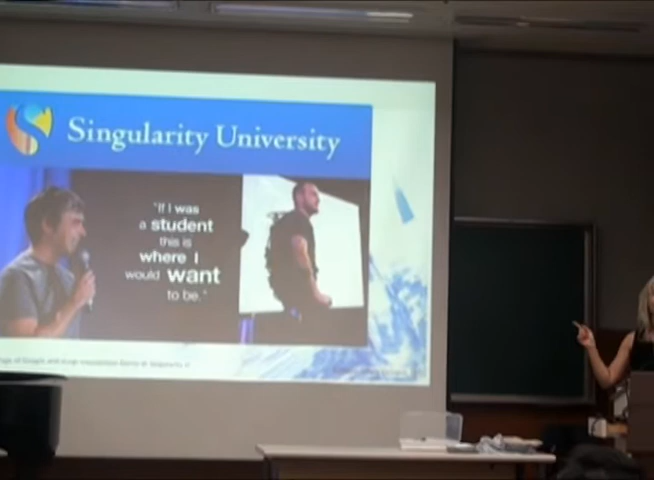 Singularity University
"If I was
a student
this is
where I
would want
to be."